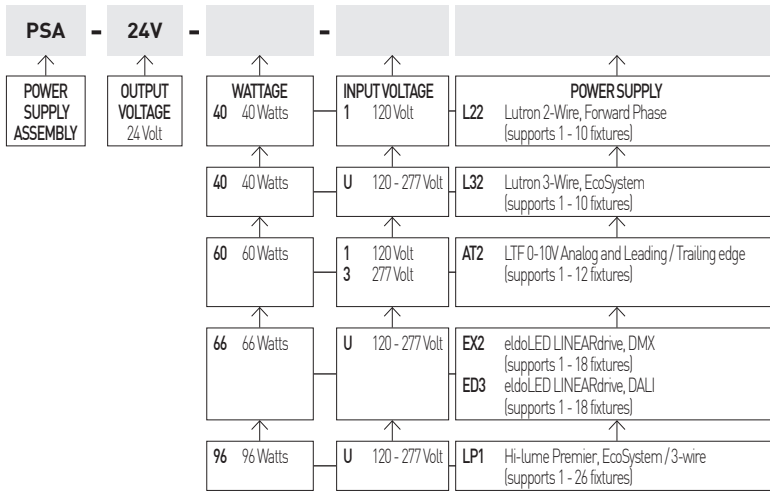 PSA - 24V - -
POWER SUPPLY ASSEMBLY
OUTPUT VOLTAGE
24 Volt
WATTAGE
40 40 Watts
INPUT VOLTAGE
1 120 Volt
POWER SUPPLY
L22 Lutron 2-Wire, Forward Phase
(supports 1 - 10 fixtures)
40 40 Watts
U 120 - 277 Volt
L32 Lutron 3-Wire, EcoSystem
(supports 1 - 10 fixtures)
60 60 Watts
1 120 Volt
3 277 Volt
AT2 LTF 0-10V Analog and Leading / Trailing edge
(supports 1 - 12 fixtures)
66 66 Watts
U 120 - 277 Volt
EX2 eldoLED LINEARdrive, DMX
(supports 1 - 18 fixtures)
ED3 eldoLED LINEARdrive, DALI
(supports 1 - 18 fixtures)
96 96 Watts
U 120 - 277 Volt
LP1 Hi-lume Premier, EcoSystem / 3-wire
(supports 1 - 26 fixtures)